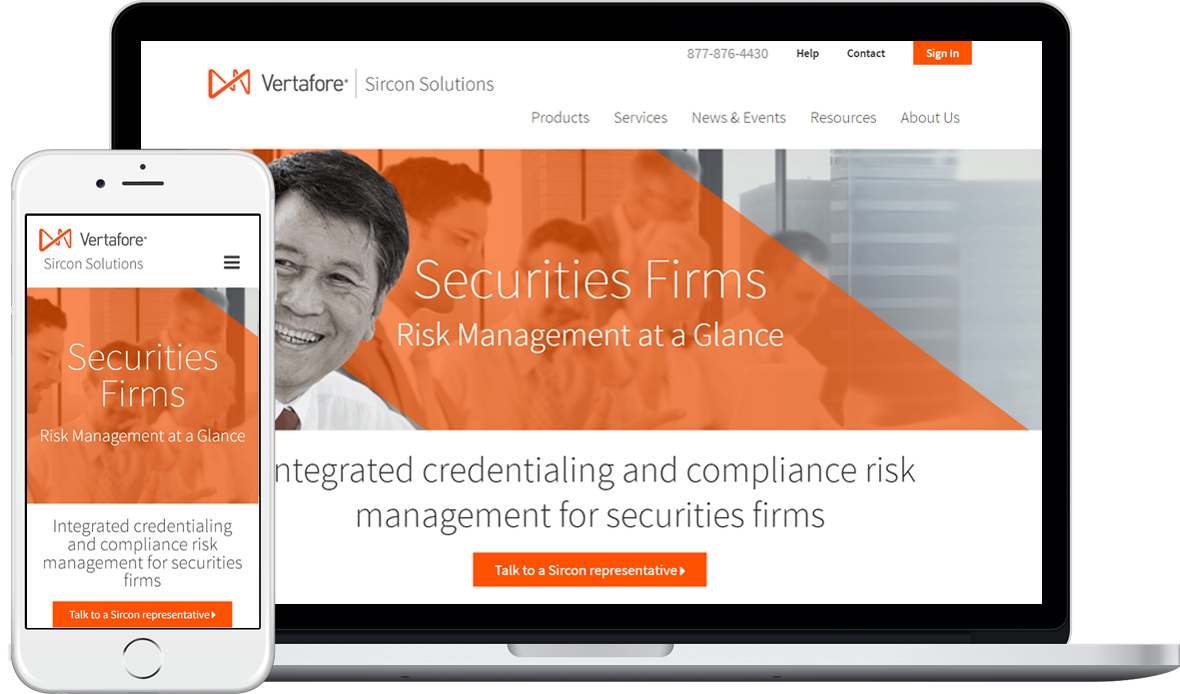 877-876-4430 Help Contact Sign In
Vertafore® Sircon Solutions
Products Services News & Events Resources About Us
Securities Firms
Risk Management at a Glance
ntegrated credentialing and compliance risk
management for securities firms
Talk to a Sircon representative
Vertafore®
Sircon Solutions
Securities
Firms
Risk Management at a Glance
Integrated credentialing
and compliance risk
management for securities
firms
Talk to a Sircon representative